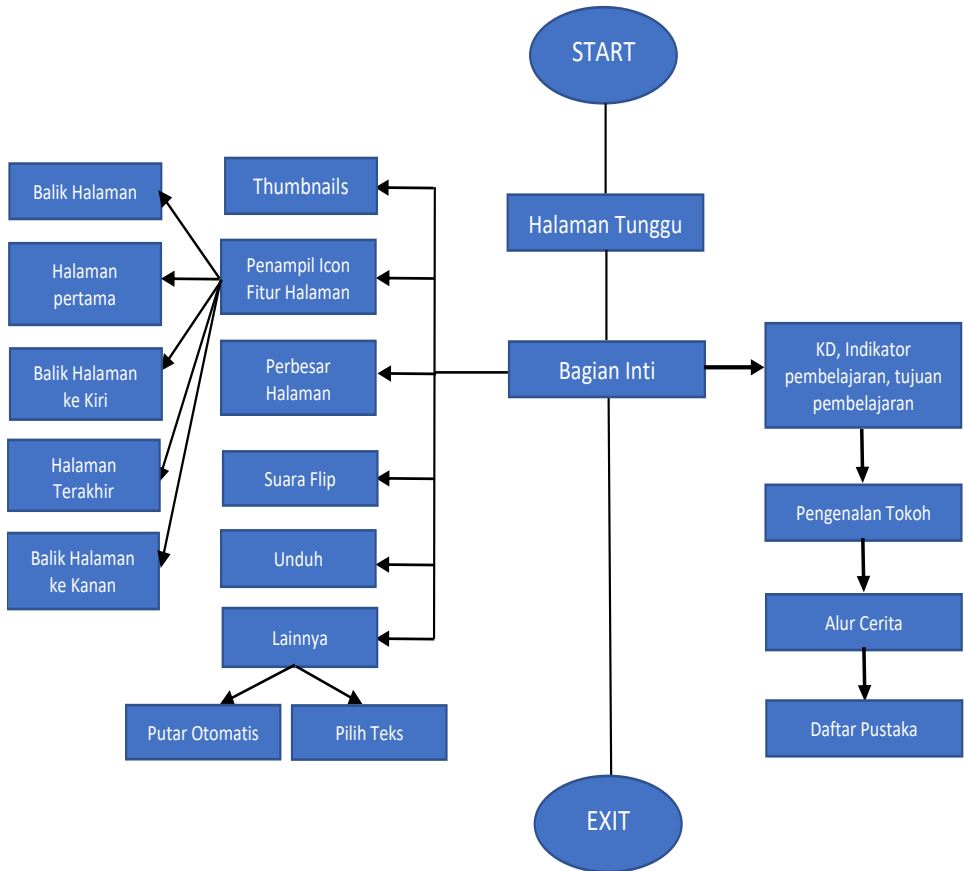 START
Halaman Tunggu
Bagian Inti
Thumbnails
Penampil Icon
Fitur Halaman
Perbesar
Halaman
Suara Flip
Unduh
Lainnya
Putar Otomatis
Pilih Teks
Balik Halaman
Halaman
pertama
Balik Halaman
ke Kiri
Halaman
Terakhir
Balik Halaman
ke Kanan
KD, Indikator
pembelajaran, tujuan
pembelajaran
Pengenalan Tokoh
Alur Cerita
Daftar Pustaka
EXIT